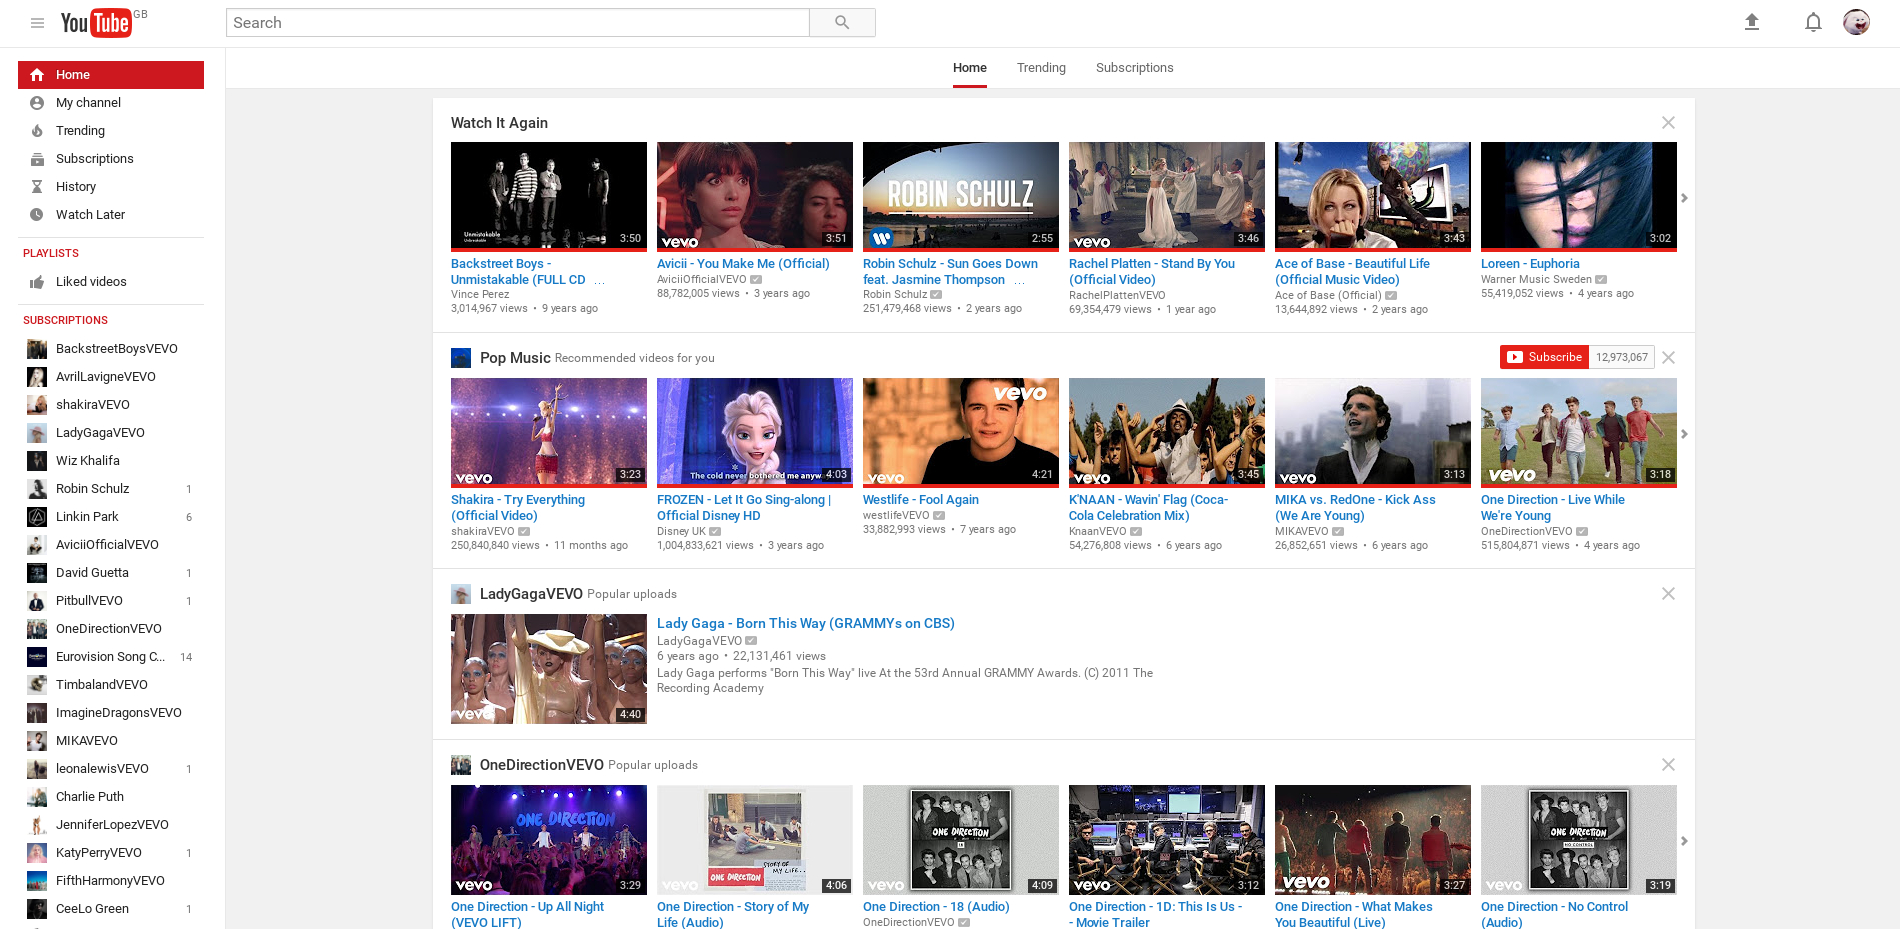 YouTube GB
Search
Home
My channel
Trending
Subscriptions
History
Watch Later
PLAYLISTS
Liked videos
SUBSCRIPTIONS
BackstreetBoysVEVO
AvrilLavigneVEVO
shakiraVEVO
LadyGagaVEVO
Wiz Khalifa
Robin Schulz 1
Linkin Park 6
AviciiOfficialVEVO
David Guetta 1
PitbullVEVO 1
OneDirectionVEVO
Eurovision Song C... 14
TimbalandVEVO
ImagineDragonsVEVO
MIKAVEVO
leonalewisVEVO 1
Charlie Puth
JenniferLopezVEVO
KatyPerryVEVO 1
FifthHarmonyVEVO
CeeLo Green 1
Home Trending Subscriptions
Watch It Again
Unmistakable
Unbreakable
3:50
vevo 3:51
ROBIN SCHULZ
2:55
vevo 3:46
3:43
3:02
Backstreet Boys -
Unmistakable (FULL CD ...
Vince Perez
3,014,967 views • 9 years ago
Avicii - You Make Me (Official)
AviciiOfficialVEVO
88,782,005 views • 3 years ago
Robin Schulz - Sun Goes Down
feat. Jasmine Thompson ...
Robin Schulz
251,479,468 views • 2 years ago
Rachel Platten - Stand By You
(Official Video)
RachelPlattenVEVO
69,354,479 views • 1 year ago
Ace of Base - Beautiful Life
(Official Music Video)
Ace of Base (Official)
13,644,892 views • 2 years ago
Loreen - Euphoria
Warner Music Sweden
55,419,052 views • 4 years ago
Pop Music Recommended videos for you
Subscribe 12,973,067
vevo 3:23
The cold never bothered me anyw
4:03
vevo
vevo 4:21
vevo 3:45
vevo 3:13
vevo 3:18
Shakira - Try Everything
(Official Video)
shakiraVEVO
250,840,840 views • 11 months ago
FROZEN - Let It Go Sing-along |
Official Disney HD
Disney UK
1,004,833,621 views • 3 years ago
Westlife - Fool Again
westlifeVEVO
33,882,993 views • 7 years ago
K'NAAN - Wavin' Flag (Coca-
Cola Celebration Mix)
KnaanVEVO
54,276,808 views • 6 years ago
MIKA vs. RedOne - Kick Ass
(We Are Young)
MIKAVEVO
26,852,651 views • 6 years ago
One Direction - Live While
We're Young
OneDirectionVEVO
515,804,871 views • 4 years ago
LadyGagaVEVO Popular uploads
vevo 4:40
Lady Gaga - Born This Way (GRAMMYs on CBS)
LadyGagaVEVO
6 years ago • 22,131,461 views
Lady Gaga performs "Born This Way" live At the 53rd Annual GRAMMY Awards. (C) 2011 The
Recording Academy
OneDirectionVEVO Popular uploads
ONE DIRECTION
vevo 3:29
STORY OF
MY LIFE..
ONE DIRECTION
vevo 4:06
ONE DIRECTION
18
vevo 4:09
vevo 3:12
vevo 3:27
ONE DIRECTION
NO CONTROL
vevo 3:19
One Direction - Up All Night
(VEVO LIFT)
One Direction - Story of My
Life (Audio)
One Direction - 18 (Audio)
OneDirectionVEVO
One Direction - 1D: This Is Us -
- Movie Trailer
One Direction - What Makes
You Beautiful (Live)
One Direction - No Control
(Audio)